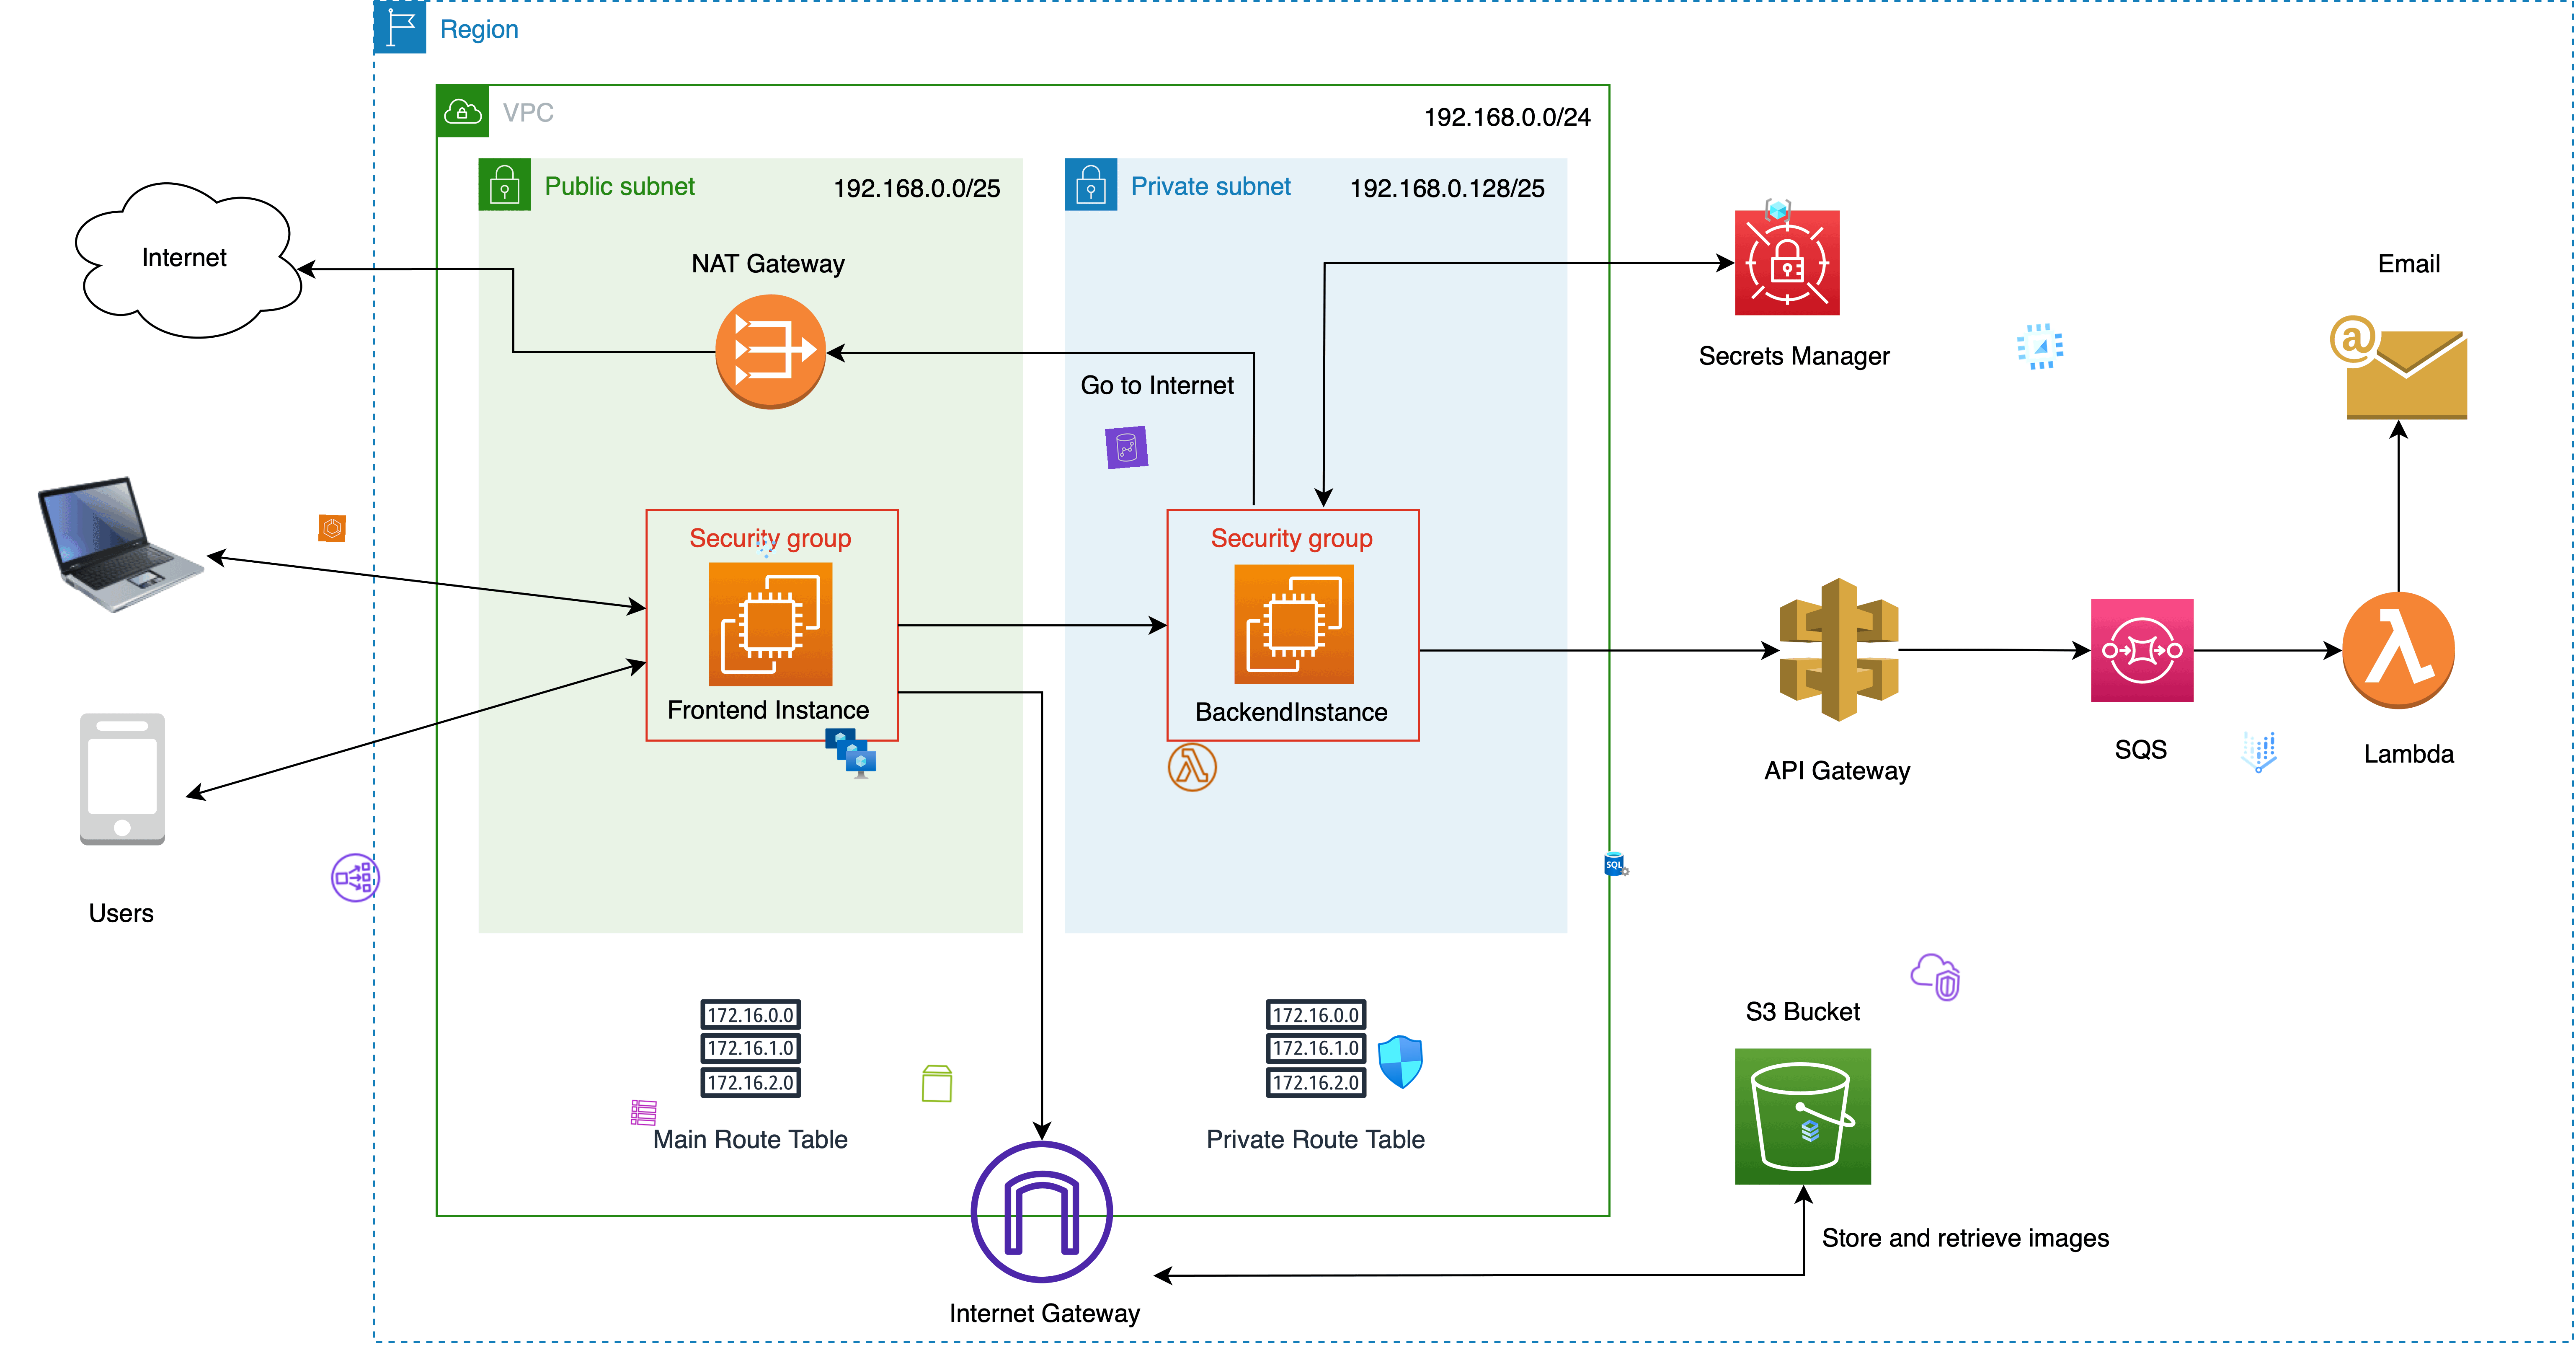 Region
VPC
192.168.0.0/24
Public subnet
192.168.0.0/25
Private subnet
192.168.0.128/25
Internet
NAT Gateway
Go to Internet
Secrets Manager
Email
@
Security group
Frontend Instance
Security group
BackendInstance
API Gateway
SQS
Lambda
Users
SQL
172.16.0.0
172.16.1.0
172.16.2.0
Main Route Table
172.16.0.0
172.16.1.0
172.16.2.0
Private Route Table
S3 Bucket
Store and retrieve images
Internet Gateway